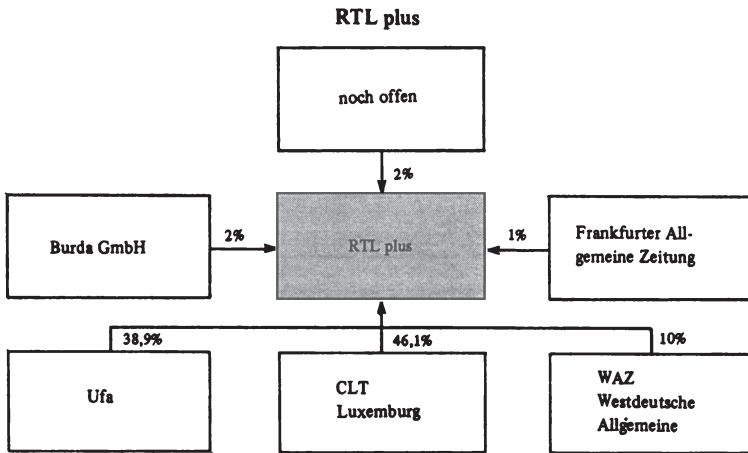 RTL plus
noch offen
2%
Burda GmbH
2%
RTL plus
1%
Frankfurter All-
gemeine Zeitung
38,9%
46,1%
10%
Ufa
CLT
Luxemburg
WAZ
Westdeutsche
Allgemeine